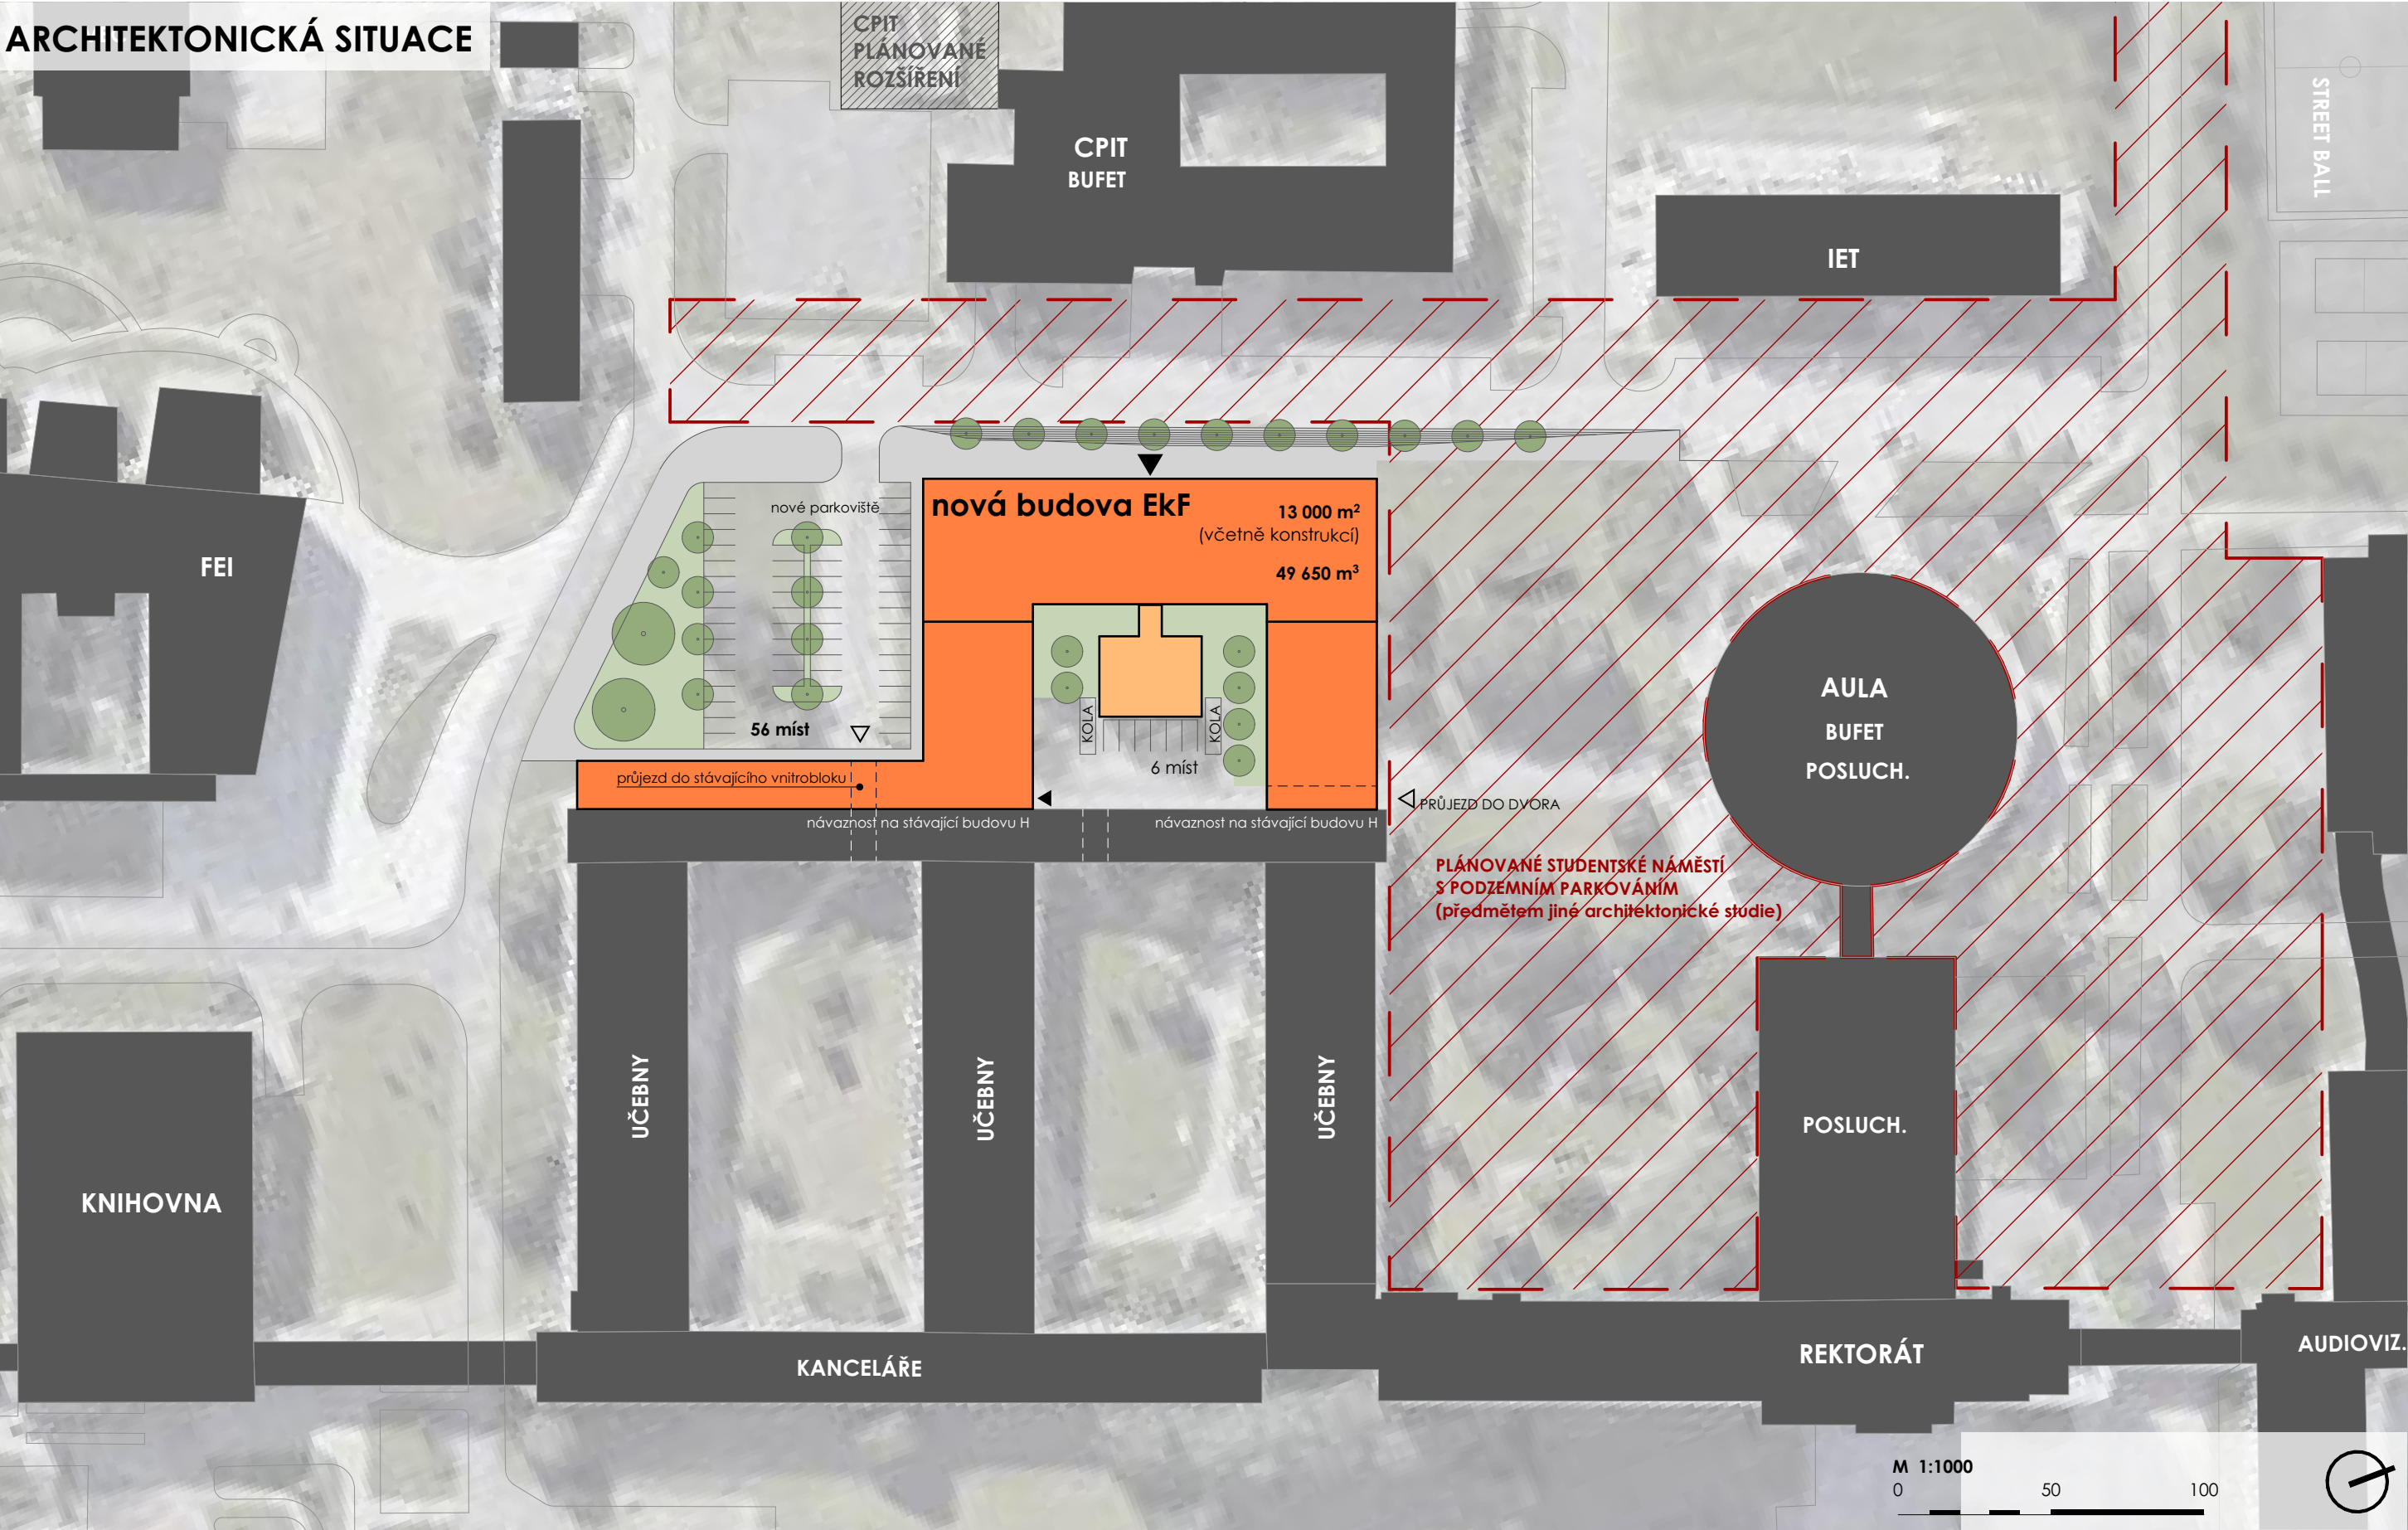 ARCHITEKTONICKÁ SITUACE
CPIT
PLÁNOVANÉ
ROZŠÍŘENÍ
CPIT
BUFET
IET
STREET BALL
FEI
nové parkoviště
56 míst
nová budova EkF
13 000 m²
(včetně konstrukcí)
49 650 m³
KOLA
KOLA
6 míst
průjezd do stávajícího vnitrobloku
návaznost na stávající budovu H
návaznost na stávající budovu H
PRŮJEZD DO DVORA
AULA
BUFET
POSLUCH.
PLÁNOVANÉ STUDENTSKÉ NÁMĚSTÍ
S PODZEMNÍM PARKOVÁNÍM
(předmětem jiné architektonické studie)
UČEBNY
UČEBNY
UČEBNY
POSLUCH.
KNIHOVNA
KANCELÁŘE
REKTORÁT
AUDIOVIZ.
M 1:1000
0 50 100